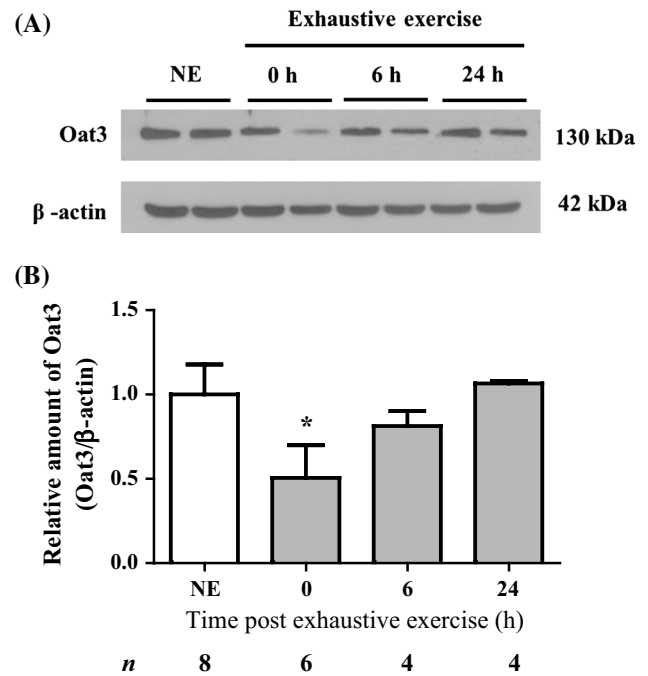 (A)
Exhaustive exercise
NE 0 h 6 h 24 h
Oat3 130 kDa
β -actin 42 kDa
(B)
Relative amount of Oat3
(Oat3/β-actin)
1.5
1.0
0.5
0.0
*
NE 0 6 24
Time post exhaustive exercise (h)
n 8 6 4 4